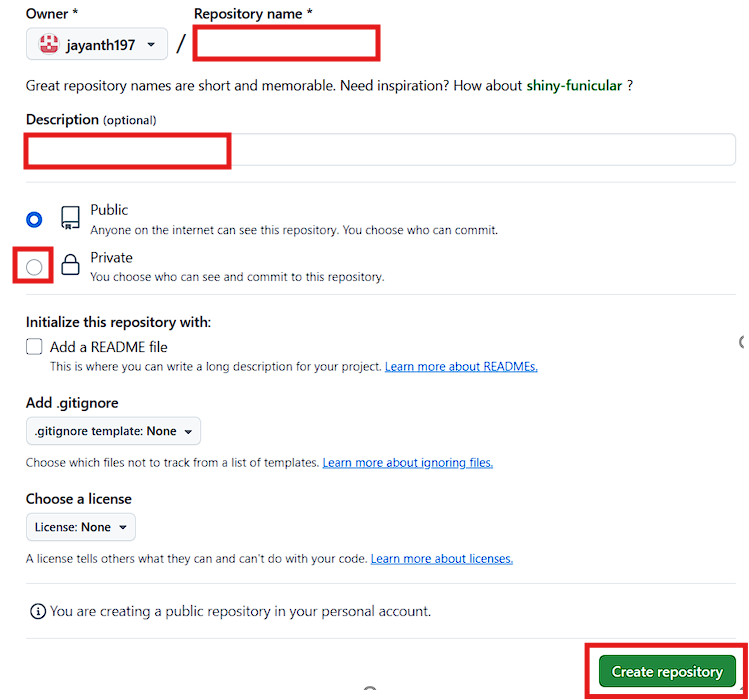 Owner * Repository name *
jayanth197 /
Great repository names are short and memorable. Need inspiration? How about shiny-funicular ?
Description (optional)
Public
Anyone on the internet can see this repository. You choose who can commit.
Private
You choose who can see and commit to this repository.
Initialize this repository with:
Add a README file
This is where you can write a long description for your project. Learn more about READMEs.
Add .gitignore
.gitignore template: None
Choose which files not to track from a list of templates. Learn more about ignoring files.
Choose a license
License: None
A license tells others what they can and can't do with your code. Learn more about licenses.
You are creating a public repository in your personal account.
Create repository